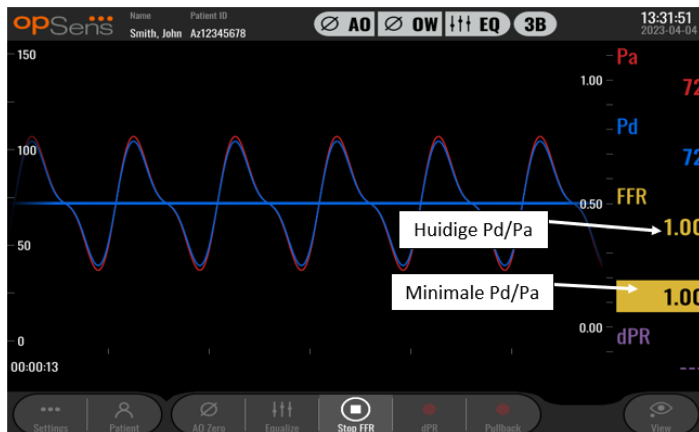 opSens
Name
Patient ID
Smith, John
Az12345678
Ø AO
Ø OW
EQ
3B
13:31:51
2023-04-04
150
1.00
Pa
72
Pd
72
100
FFR
0.50
Huidige Pd/Pa
1.00
50
Minimale Pd/Pa
1.00
0.00
dPR
0
---
00:00:13
Settings
Patient
AO Zero
Equalize
Stop FFR
dPR
Pullback
View